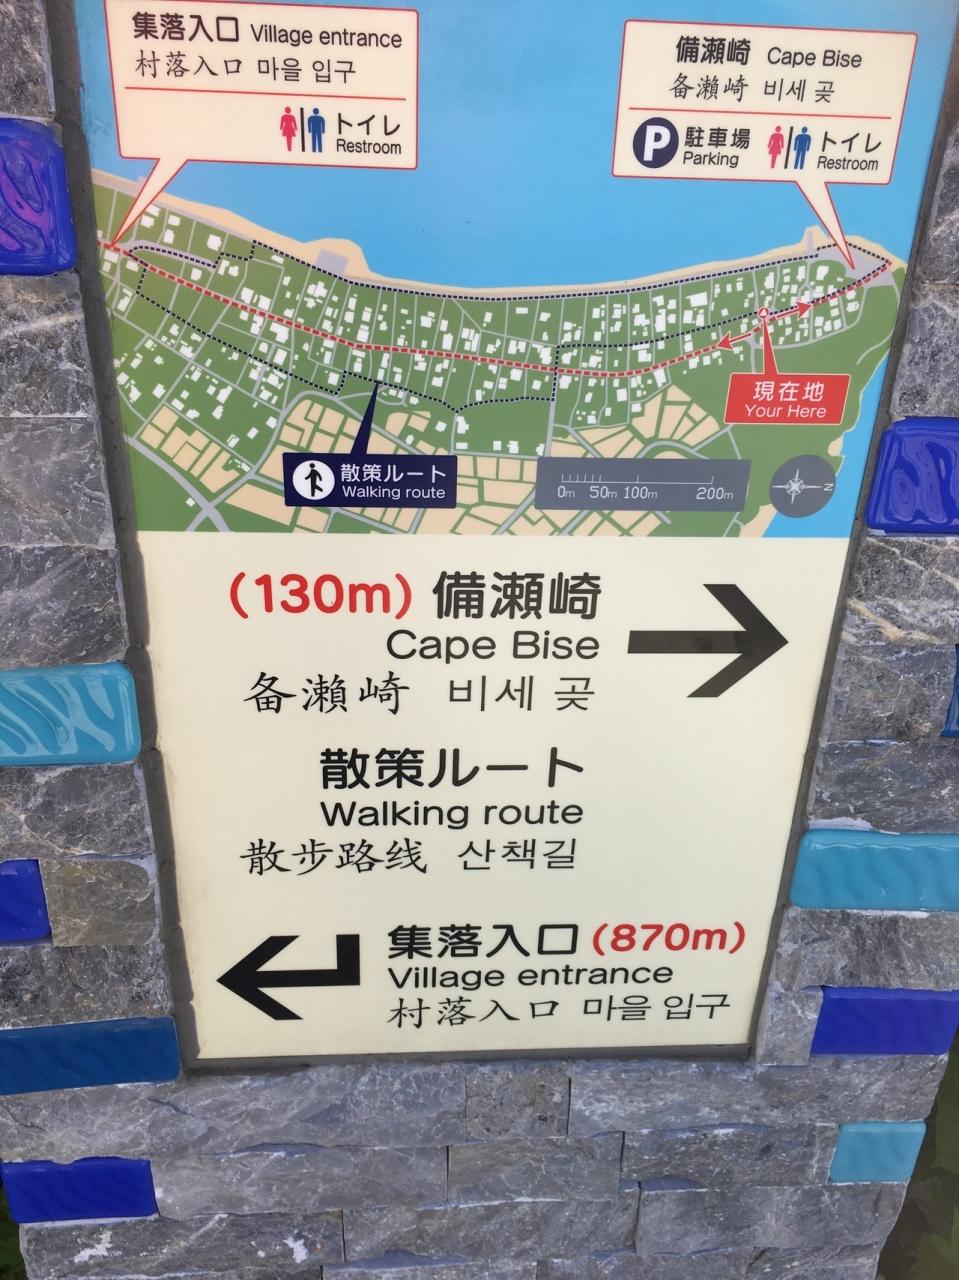 集落入口 Village entrance
村落入口 마을 입구
トイレ
Restroom
備瀬崎 Cape Bise
备瀬崎 비세 곶
P 駐車場 トイレ
Parking Restroom
現在地
Your Here
散策ルート
Walking route
0m 50m 100m 200m
N
(130m) 備瀬崎
Cape Bise
备瀬崎 비세 곶
散策ルート
Walking route
散步路线 산책길
集落入口 (870m)
Village entrance
村落入口 마을 입구